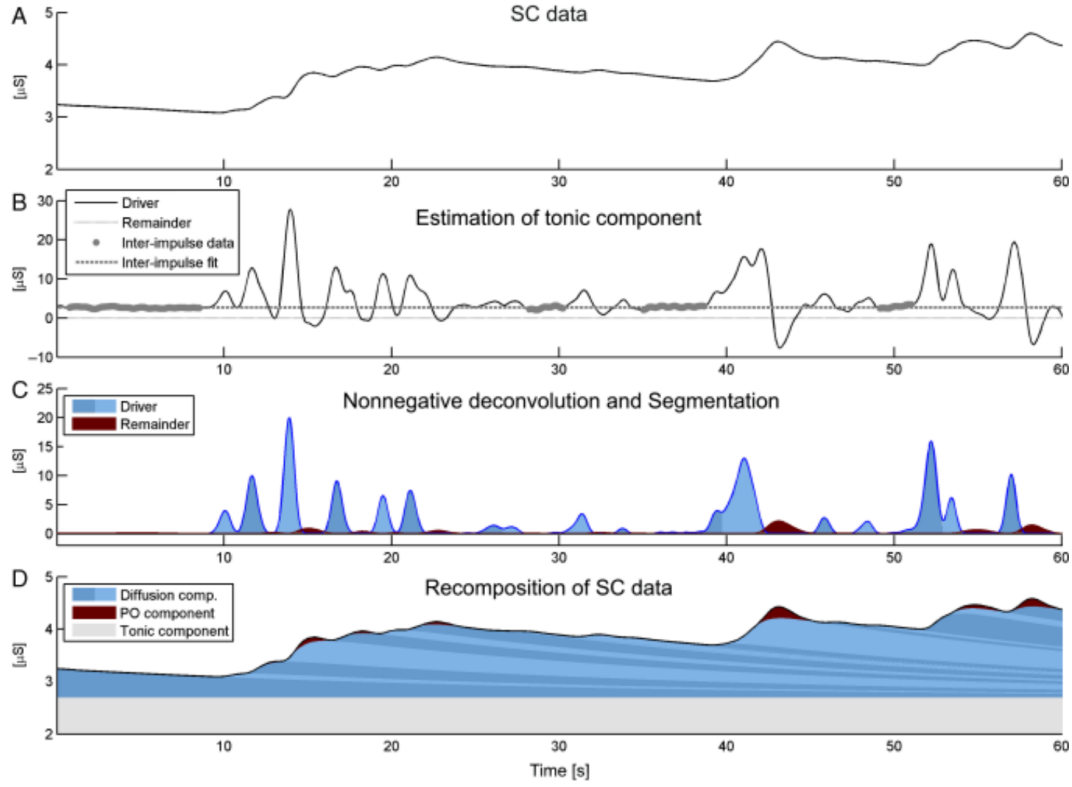 A
SC data
5
4
3
2
[µS]
10
20
30
40
50
60
B
Estimation of tonic component
Driver
Remainder
Inter-impulse data
Inter-impulse fit
30
20
10
0
−10
[µS]
10
20
30
40
50
60
C
Nonnegative deconvolution and Segmentation
Driver
Remainder
25
20
15
10
5
0
[µS]
10
20
30
40
50
60
D
Recomposition of SC data
Diffusion comp.
PO component
Tonic component
5
4
3
2
[µS]
10
20
30
40
50
60
Time [s]